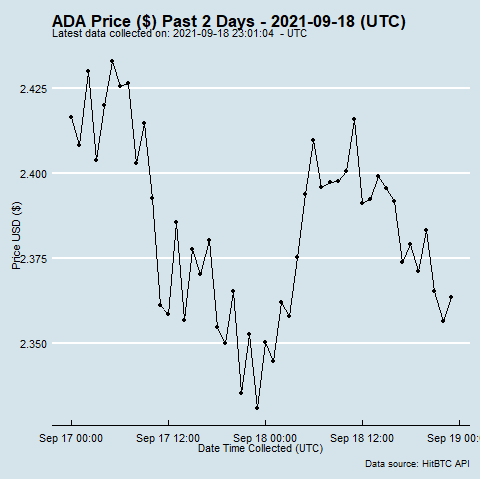 ADA Price ($) Past 2 Days - 2021-09-18 (UTC)
Latest data collected on: 2021-09-18 23:01:04  - UTC
2.425
2.400
2.375
2.350
Price USD ($)
Sep 17 00:00 Sep 17 12:00 Sep 18 00:00 Sep 18 12:00 Sep 19 00:
Date Time Collected (UTC)
Data source: HitBTC API